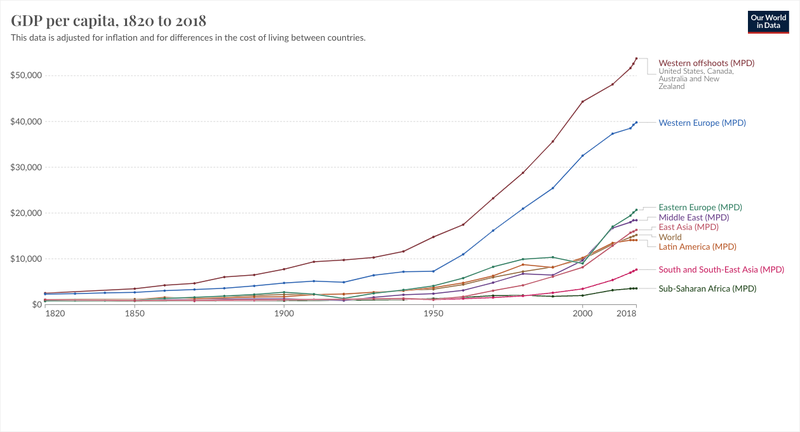 GDP per capita, 1820 to 2018
This data is adjusted for inflation and for differences in the cost of living between countries.
Our World
in Data
$50,000
$40,000
$30,000
$20,000
$10,000
$0
1820
1850
1900
1950
2000
2018
Western offshoots (MPD)
United States, Canada,
Australia and New
Zealand
Western Europe (MPD)
Eastern Europe (MPD)
Middle East (MPD)
East Asia (MPD)
World
Latin America (MPD)
South and South-East Asia (MPD)
Sub-Saharan Africa (MPD)